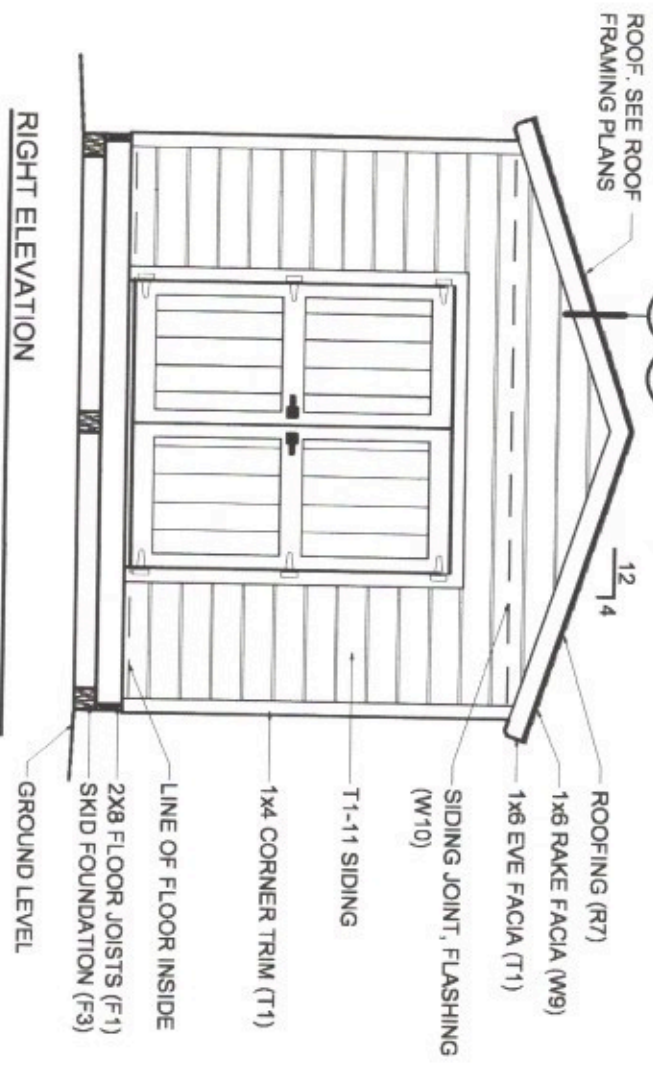 ROOF. SEE ROOF
FRAMING PLANS
12
4
ROOFING (R7)
1x6 RAKE FACIA (W9)
1x6 EVE FACIA (T1)
SIDING JOINT, FLASHING
(W10)
T1-11 SIDING
1x4 CORNER TRIM (T1)
LINE OF FLOOR INSIDE
2X8 FLOOR JOISTS (F1)
SKID FOUNDATION (F3)
GROUND LEVEL
RIGHT ELEVATION